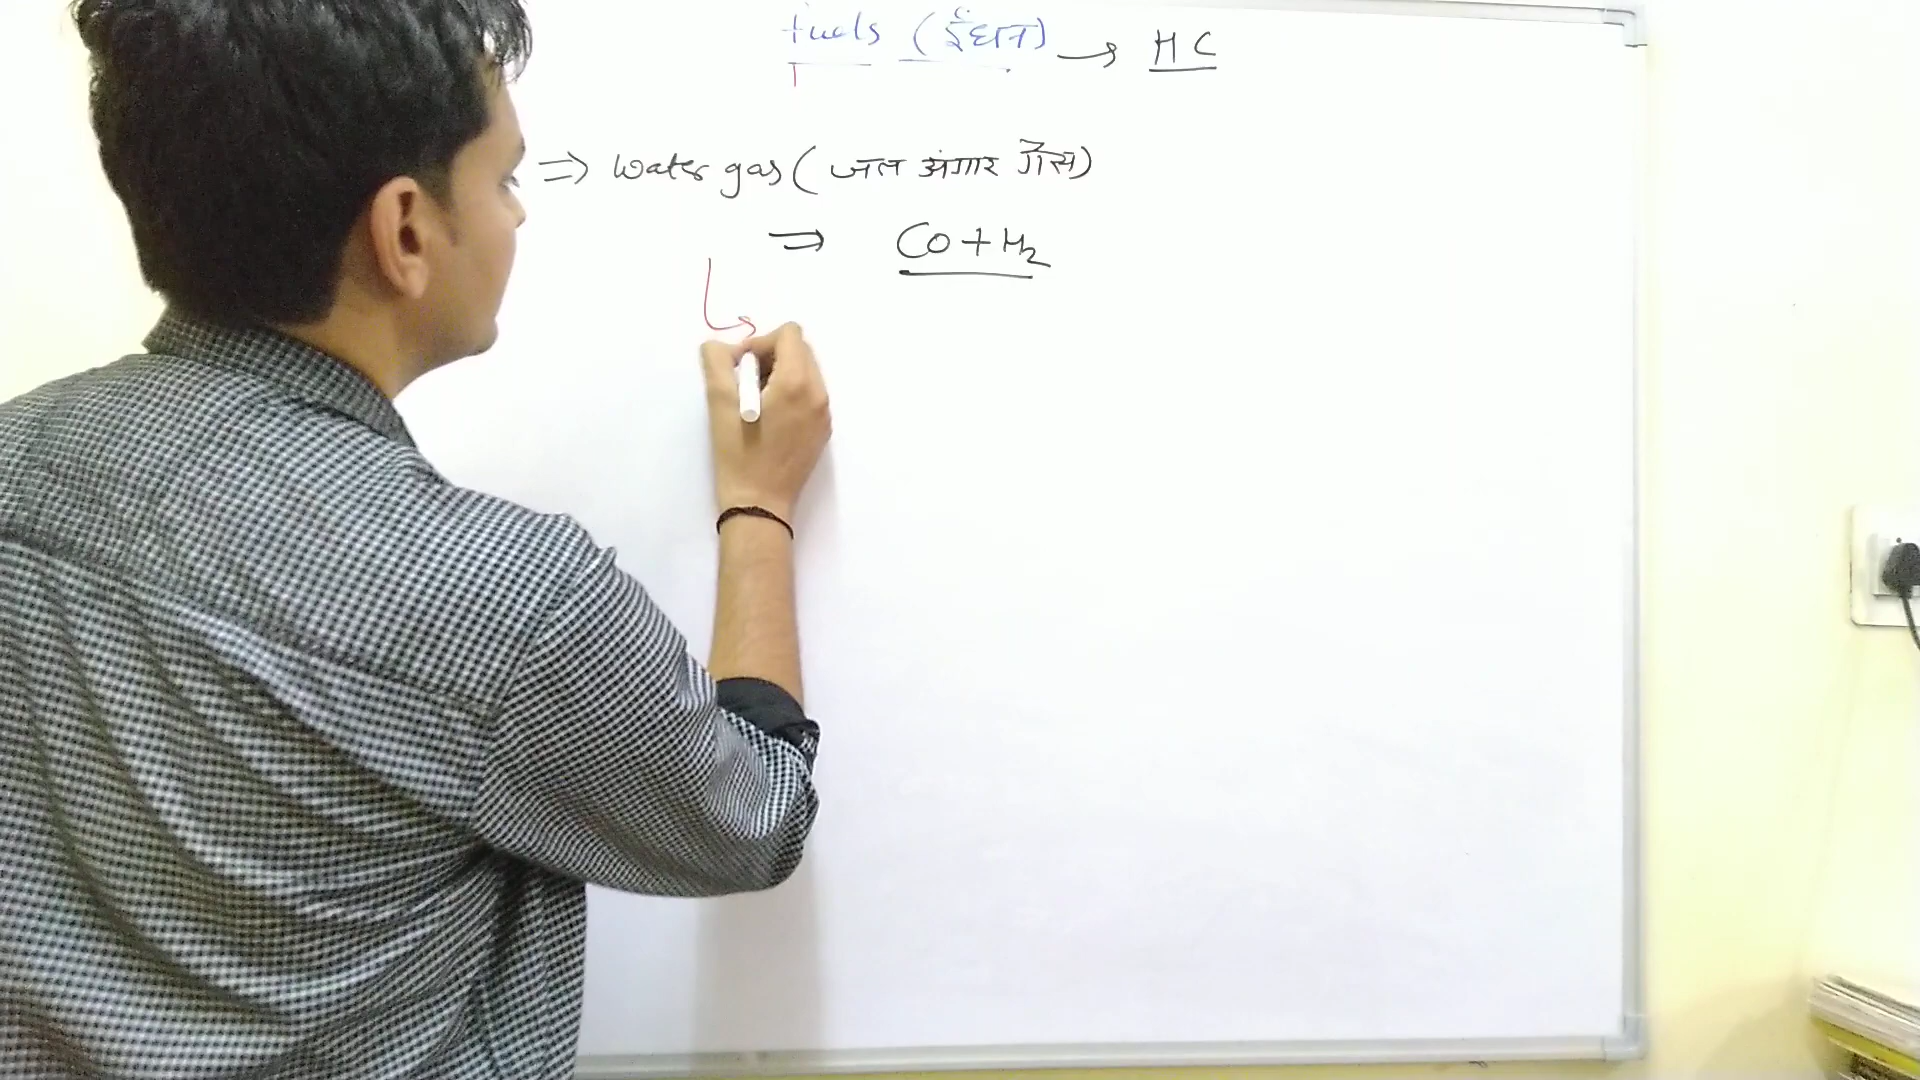 fuels (ईंधन) → HC
⇒ Water gas ( जल अंगार गैस)
⇒ CO + H₂